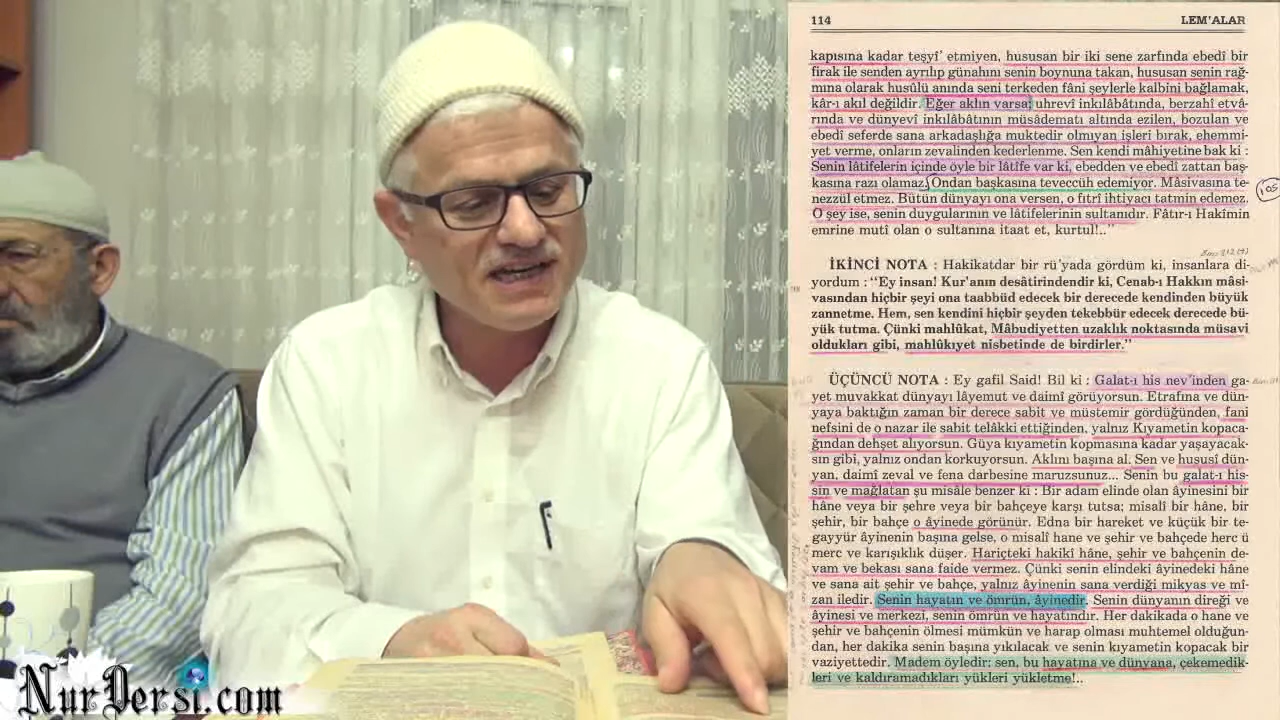 114 LEM'ALAR
kapısına kadar teşyi' etmiyen, hususan bir iki sene zarfında ebedî bir
firak ile senden ayrılıp günahını senin boynuna takan, hususan senin rağ-
mına olarak husûlü anında seni terkeden fâni şeylerle kalbini bağlamak,
kâr-ı akıl değildir. Eğer aklın varsa; uhrevî inkılâbâtında, berzahî etvâ-
rında ve dünyevî inkılâbâtının müsâdematı altında ezilen, bozulan ve
ebedî seferde sana arkadaşlığa muktedir olmıyan işleri bırak, ehemmi-
yet verme, onların zevalinden kederlenme. Sen kendi mâhiyetine bak ki :
Senin lâtifelerin içinde öyle bir lâtîfe var ki, ebedden ve ebedî zattan baş-
kasına razı olamaz. Ondan başkasına teveccüh edemiyor. Mâsivasına te-
nezzül etmez. Bütün dünyayı ona versen, o fıtrî ihtiyacı tatmin edemez.
O şey ise, senin duygularının ve lâtifelerinin sultanıdır. Fâtır-ı Hakîmin
emrine mutî olan o sultanına itaat et, kurtul!.."
İKİNCİ NOTA : Hakikatdar bir rü'yada gördüm ki, insanlara di-
yordum : "Ey insan! Kur'anın desâtirindendir ki, Cenab-ı Hakkın mâsi-
vasından hiçbir şeyi ona taabbüd edecek bir derecede kendinden büyük
zannetme. Hem, sen kendini hiçbir şeyden tekebbür edecek derecede bü-
yük tutma. Çünki mahlûkat, Mâbudiyetten uzaklık noktasında müsavi
oldukları gibi, mahlûkıyet nisbetinde de birdirler."
ÜÇÜNCÜ NOTA : Ey gafil Said! Bil ki : Galat-ı his nev'inden ga-
yet muvakkat dünyayı lâyemut ve daimî görüyorsun. Etrafına ve dün-
yaya baktığın zaman bir derece sabit ve müstemir gördüğünden, fani
nefsini de o nazar ile sabit telâkki ettiğinden, yalnız Kıyametin kopaca-
ğından dehşet alıyorsun. Güya kıyametin kopmasına kadar yaşayacak-
sın gibi, yalnız ondan korkuyorsun. Aklını başına al. Sen ve hususî dün-
yan, daimî zeval ve fena darbesine maruzsunuz... Senin bu galat-ı his-
sin ve mağlatan şu misâle benzer ki : Bir adam elinde olan âyinesini bir
hâne veya bir şehre veya bir bahçeye karşı tutsa; misalî bir hâne, bir
şehir, bir bahçe o âyinede görünür. Edna bir hareket ve küçük bir te-
gayyür âyinenin başına gelse, o misalî hane ve şehir ve bahçede herc ü
merc ve karışıklık düşer. Hariçteki hakikî hâne, şehir ve bahçenin de-
vam ve bekası sana faide vermez. Çünki senin elindeki âyinedeki hâne
ve sana ait şehir ve bahçe, yalnız âyinenin sana verdiği mikyas ve mî-
zan iledir. Senin hayatın ve ömrün, âyinedir. Senin dünyanın direği ve
âyinesi ve merkezi, senin ömrün ve hayatındır. Her dakikada o hane ve
şehir ve bahçenin ölmesi mümkün ve harap olması muhtemel olduğun-
dan, her dakika senin başına yıkılacak ve senin kıyametin kopacak bir
vaziyettedir. Madem öyledir: sen, bu hayatına ve dünyana, çekemedik-
leri ve kaldıramadıkları yükleri yükletme!..
105
NurDersi.com